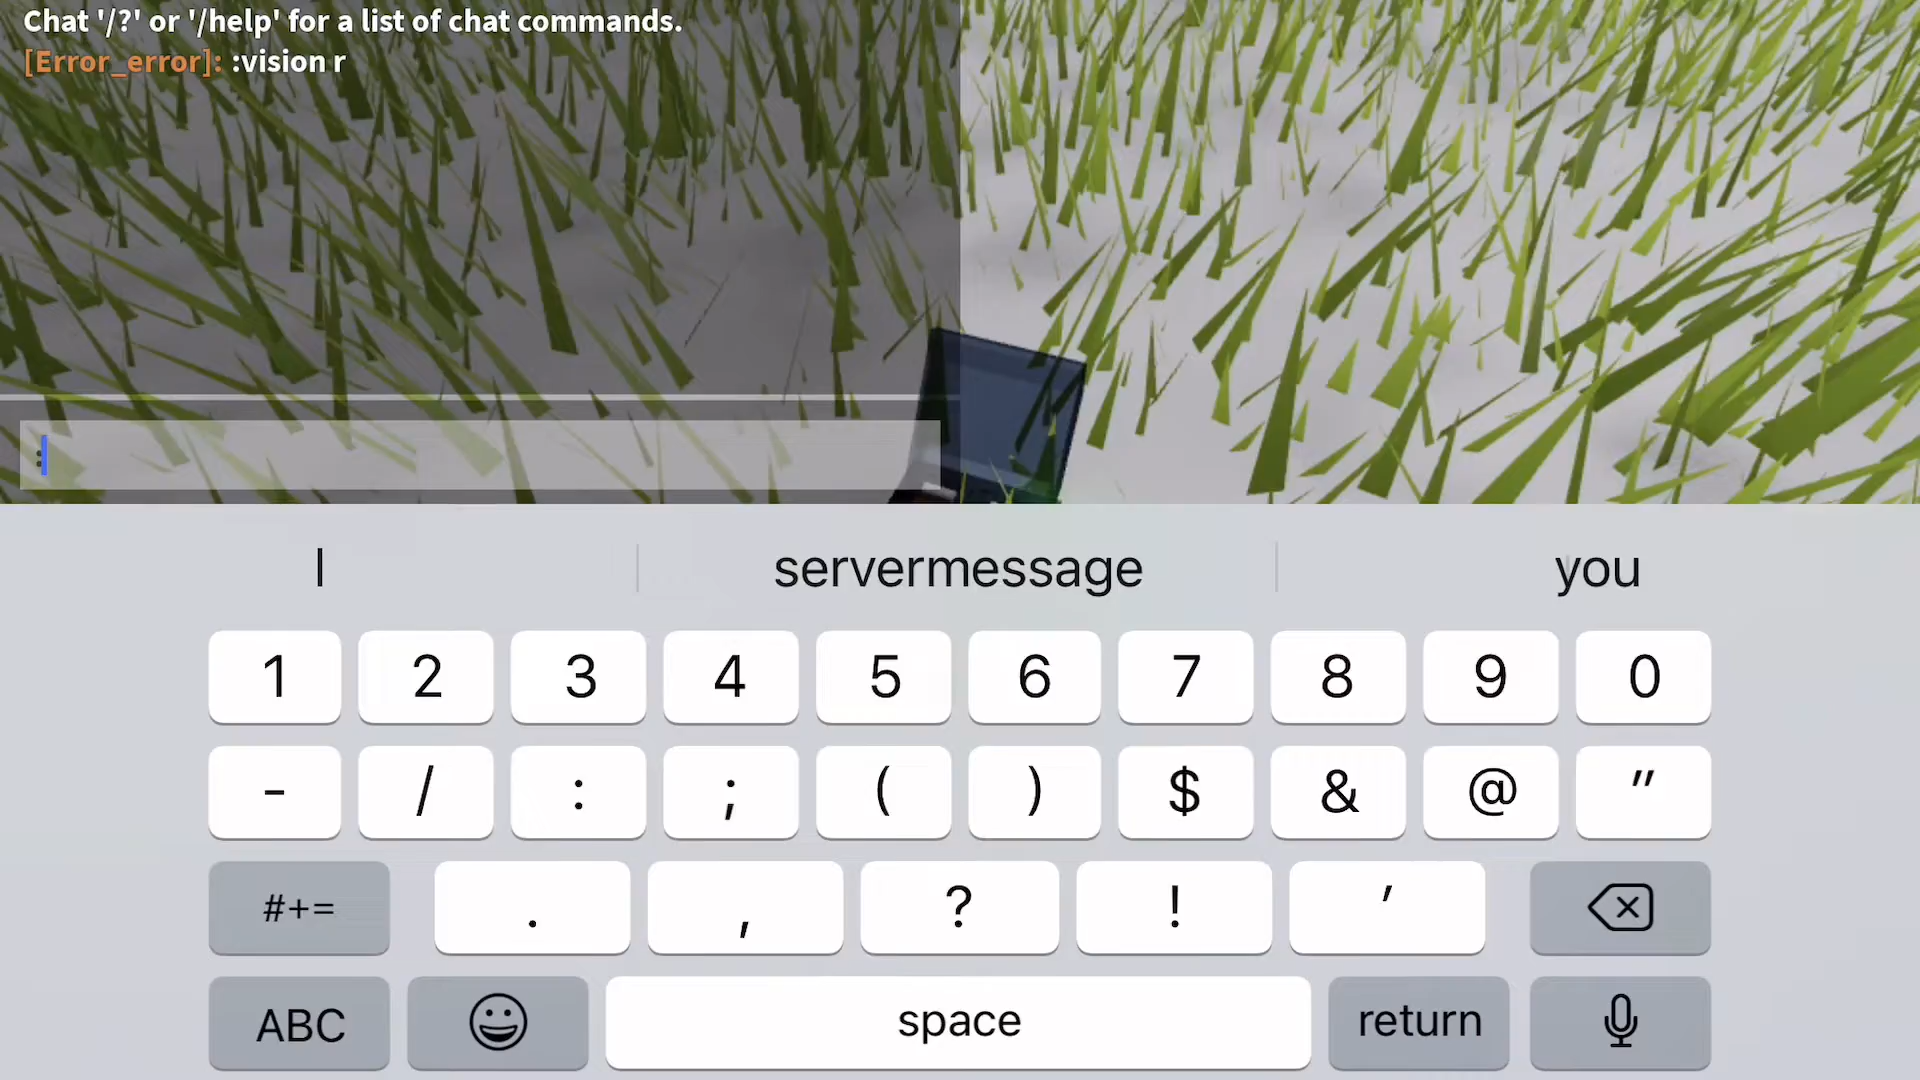 Chat '/?' or '/help' for a list of chat commands.
[Error_error]: :vision r
:
I servermessage you
1 2 3 4 5 6 7 8 9 0
- / : ; ( ) $ & @ "
#+= . , ? ! '
ABC space return